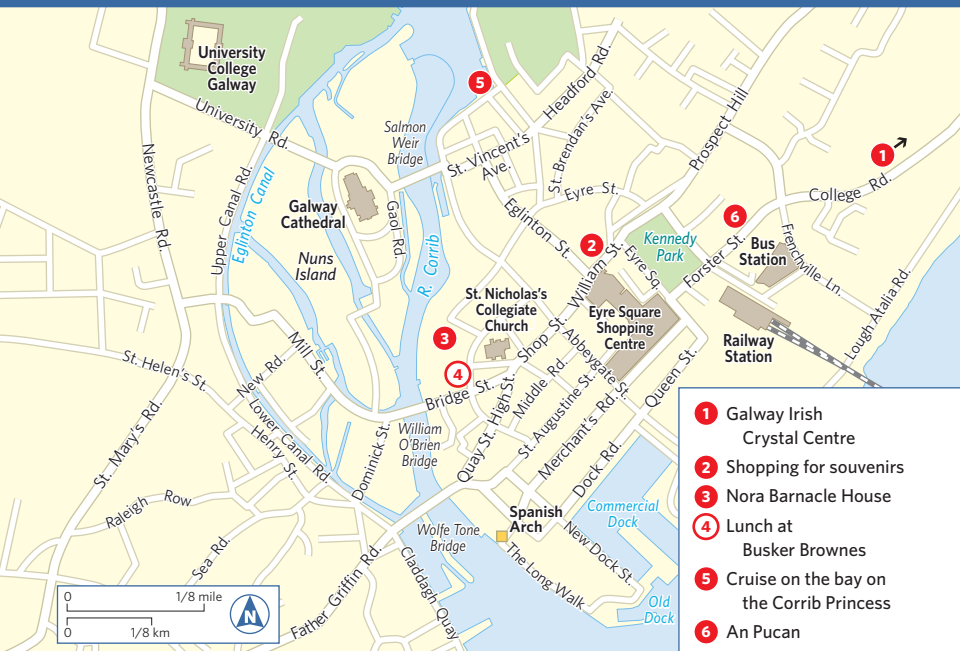 University
College
Galway
University Rd.
Newcastle Rd.
Upper Canal Rd.
Eglinton Canal
Salmon
Weir
Bridge
St. Vincent's
Ave.
Headford Rd.
St. Brendan's Ave.
Prospect Hill
5
1
College Rd.
Galway
Cathedral
Gaol Rd.
Nuns
Island
R. Corrib
Eglinton St.
Eyre St.
2
Kennedy
Park
Eyre Sq.
6
Forster St.
Bus
Station
Frenchville Ln.
Lough Atalia Rd.
Railway
Station
William St.
Shop St.
Eyre Square
Shopping
Centre
St. Nicholas's
Collegiate
Church
3
4
Bridge St.
Mill St.
St. Helen's St.
New Rd.
Lower Canal Rd.
Henry St.
Dominick St.
St. Mary's Rd.
Raleigh Row
Sea Rd.
William
O'Brien
Bridge
Quay St.
High St.
Middle Rd.
Abbeygate St.
St. Augustine St.
Merchant's Rd.
Queen St.
Dock Rd.
Commercial
Dock
Spanish
Arch
New Dock St.
The Long Walk
Old
Dock
Wolfe Tone
Bridge
Claddagh Quay
Father Griffin Rd.
0 1/8 mile
0 1/8 km
N
1 Galway Irish
Crystal Centre
2 Shopping for souvenirs
3 Nora Barnacle House
4 Lunch at
Busker Brownes
5 Cruise on the bay on
the Corrib Princess
6 An Pucan